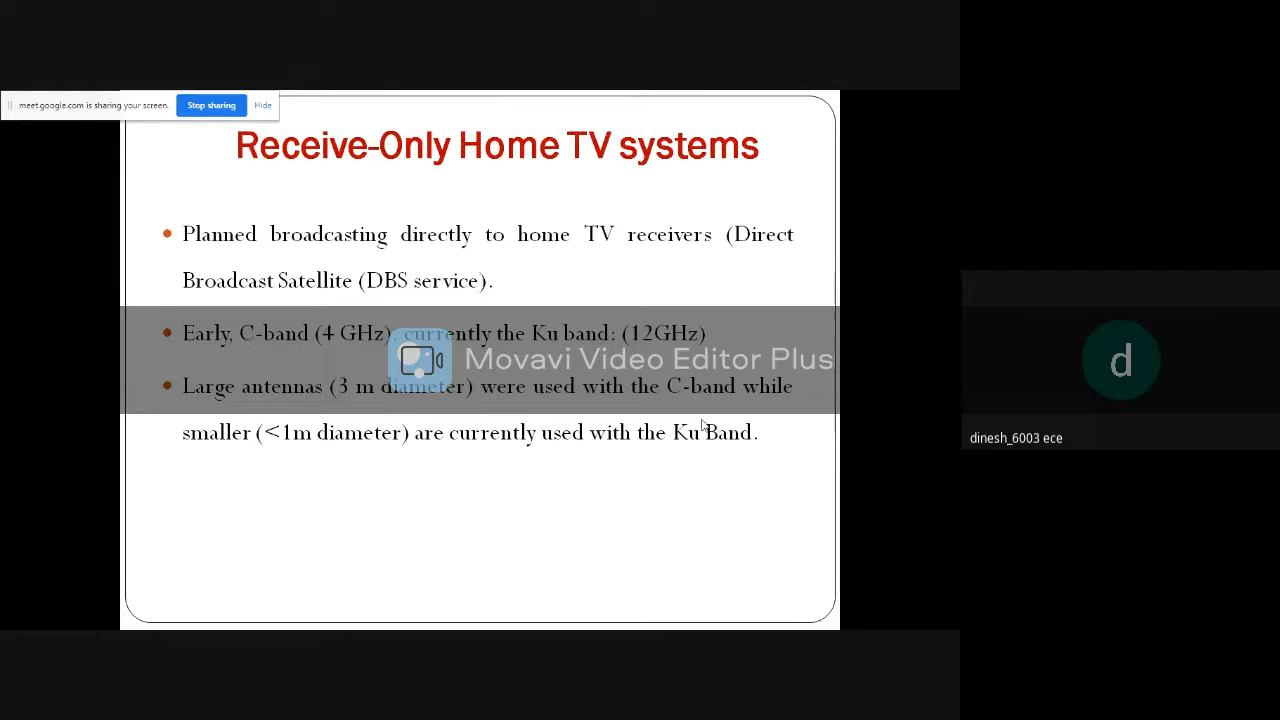 meet.google.com is sharing your screen.
Stop sharing
Hide
Receive-Only Home TV systems
Planned broadcasting directly to home TV receivers (Direct
Broadcast Satellite (DBS service).
Early, C-band (4 GHz), currently the Ku band: (12GHz)
Movavi Video Editor Plus
Large antennas (3 m diameter) were used with the C-band while
smaller (<1m diameter) are currently used with the Ku Band.
d
dinesh_6003 ece